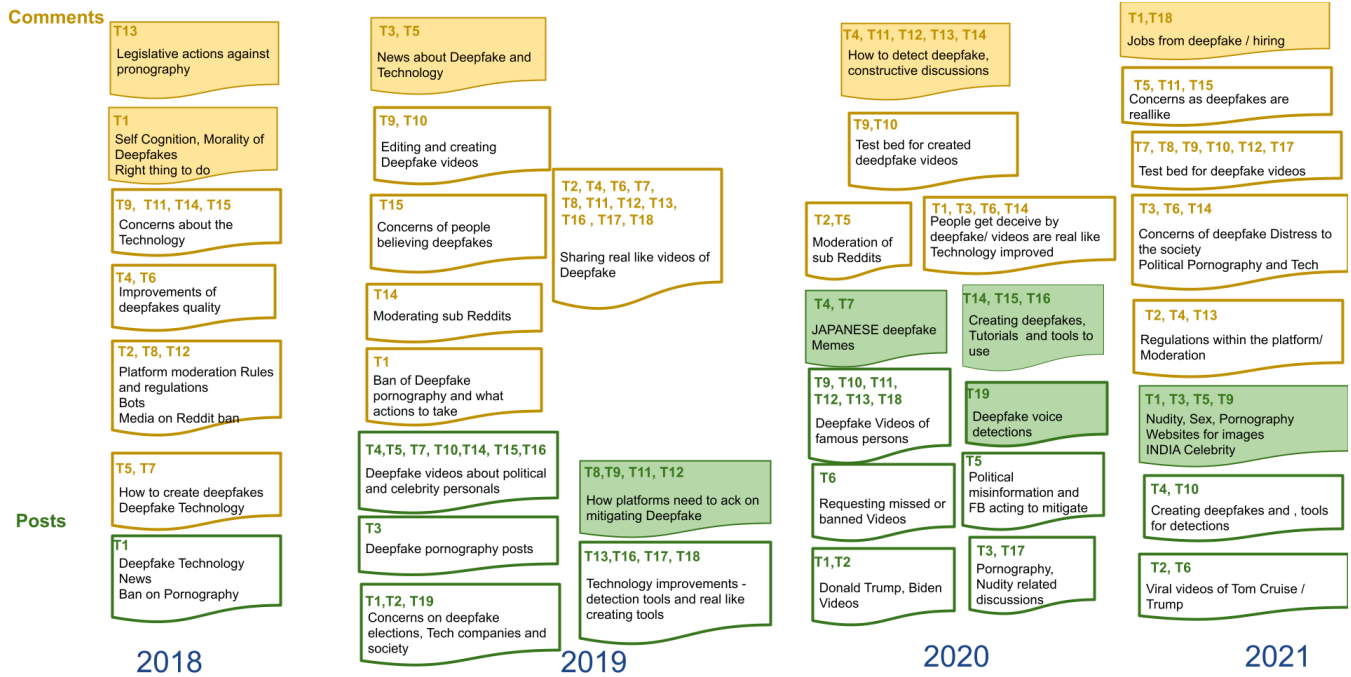 Comments
T13
Legislative actions against
pronography
T1
Self Cognition, Morality of
Deepfakes
Right thing to do
T9, T11, T14, T15
Concerns about the
Technology
T4, T6
Improvements of
deepfakes quality
T2, T8, T12
Platform moderation Rules
and regulations
Bots
Media on Reddit ban
T5, T7
How to create deepfakes
Deepfake Technology
Posts
T1
Deepfake Technology
News
Ban on Pornography
2018
T3, T5
News about Deepfake and
Technology
T9, T10
Editing and creating
Deepfake videos
T15
Concerns of people
believing deepfakes
T2, T4, T6, T7,
T8, T11, T12, T13,
T16 , T17, T18
Sharing real like videos of
Deepfake
T14
Moderating sub Reddits
T1
Ban of Deepfake
pornography and what
actions to take
T4,T5, T7, T10,T14, T15,T16
Deepfake videos about political
and celebrity personals
T8,T9, T11, T12
How platforms need to ack on
mitigating Deepfake
T3
Deepfake pornography posts
T13,T16, T17, T18
Technology improvements -
detection tools and real like
creating tools
T1,T2, T19
Concerns on deepfake
elections, Tech companies and
society
2019
T4, T11, T12, T13, T14
How to detect deepfake,
constructive discussions
T9,T10
Test bed for created
deedpfake videos
T2,T5
Moderation of
sub Reddits
T1, T3, T6, T14
People get deceive by
deepfake/ videos are real like
Technology improved
T4, T7
JAPANESE deepfake
Memes
T14, T15, T16
Creating deepfakes,
Tutorials and tools to
use
T9, T10, T11,
T12, T13, T18
Deepfake Videos of
famous persons
T19
Deepfake voice
detections
T6
Requesting missed or
banned Videos
T5
Political
misinformation and
FB acting to mitigate
T1,T2
Donald Trump, Biden
Videos
T3, T17
Pornography,
Nudity related
discussions
2020
T1,T18
Jobs from deepfake / hiring
T5, T11, T15
Concerns as deepfakes are
reallike
T7, T8, T9, T10, T12, T17
Test bed for deepfake videos
T3, T6, T14
Concerns of deepfake Distress to
the society
Political Pornography and Tech
T2, T4, T13
Regulations within the platform/
Moderation
T1, T3, T5, T9
Nudity, Sex, Pornography
Websites for images
INDIA Celebrity
T4, T10
Creating deepfakes and , tools
for detections
T2, T6
Viral videos of Tom Cruise /
Trump
2021